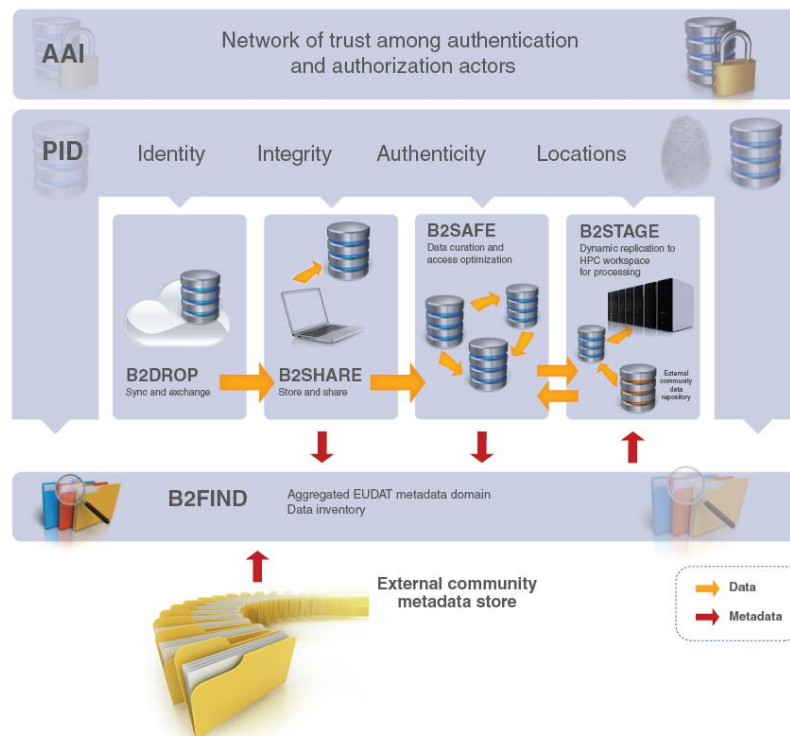 AAI
Network of trust among authentication
and authorization actors
PID
Identity
Integrity
Authenticity
Locations
B2DROP
Sync and exchange
B2SHARE
Store and share
B2SAFE
Data curation and
access optimization
B2STAGE
Dynamic replication to
HPC workspace
for processing
External
community
data
repository
B2FIND
Aggregated EUDAT metadata domain
Data inventory
External community
metadata store
Data
Metadata